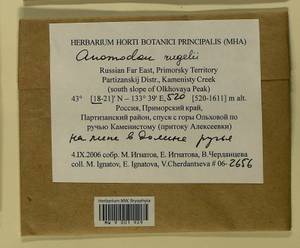 HERBARIUM HORTI BOTANICI PRINCIPALIS (MHA)
Anomodon rugelii
Russian Far East, Primorsky Territory
Partizanskij Distr., Kamenisty Creek
(south slope of Olkhovaya Peak)
43° [18-21]' N – 133° 39' E, 520 [520-1611] m alt.
Россия, Приморский край,
Партизанский район, спуск с горы Ольховой по
ручью Каменистому (притоку Алексеевки)
на липе в долине ручья
4.IX.2006 собр. М. Игнатов, Е. Игнатова, В. Черданцева
coll. M. Ignatov, E. Ignatova, V.Cherdantseva # 06-2656
Herbarium MW, Bryophyta